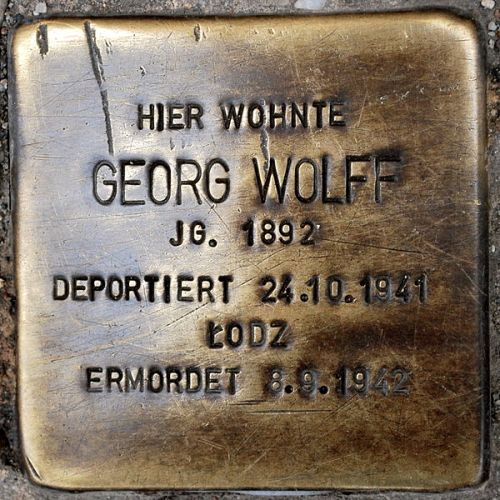 HIER WOHNTE
GEORG WOLFF
JG. 1892
DEPORTIERT 24.10.1941
ŁODZ
ERMORDET 8.9.1942